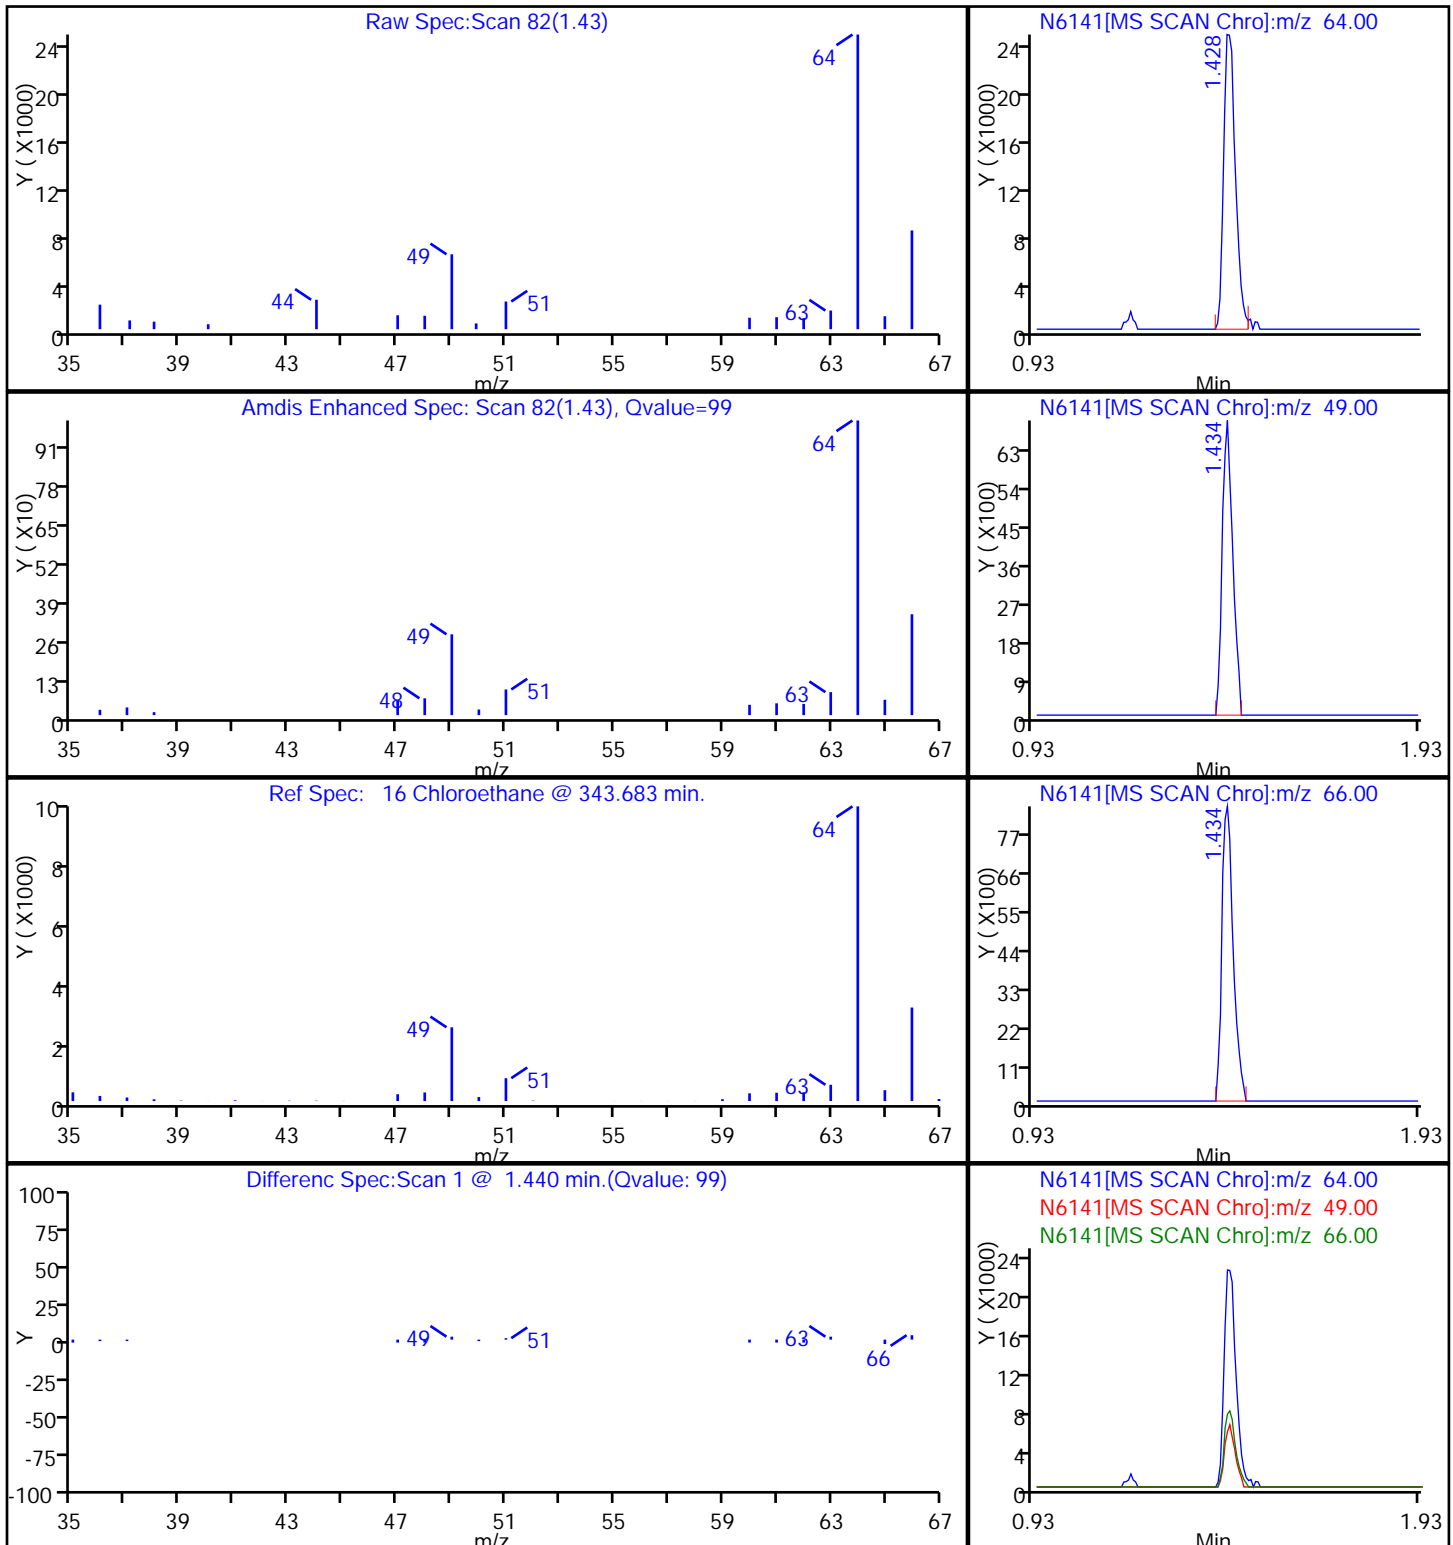 Raw Spec:Scan 82(1.43)
Y ( X1000)
24
20
16
12
8
4
0
64
49
44
51
63
35 39 43 47 51 55 59 63 67
m/z
N6141[MS SCAN Chro]:m/z 64.00
Y ( X1000)
24
20
16
12
8
4
0
1.428
0.93
Min
Amdis Enhanced Spec: Scan 82(1.43), Qvalue=99
Y ( X10)
91
78
65
52
39
26
13
0
64
49
48
51
63
35 39 43 47 51 55 59 63 67
m/z
N6141[MS SCAN Chro]:m/z 49.00
Y ( X100)
63
54
45
36
27
18
9
0
1.434
0.93 1.93
Min
Ref Spec: 16 Chloroethane @ 343.683 min.
Y ( X1000)
10
8
6
4
2
0
64
49
51
63
35 39 43 47 51 55 59 63 67
m/z
N6141[MS SCAN Chro]:m/z 66.00
Y ( X100)
77
66
55
44
33
22
11
0
1.434
0.93 1.93
Min
Differenc Spec:Scan 1 @ 1.440 min.(Qvalue: 99)
Y
100
75
50
25
0
-25
-50
-75
-100
49
51
63
66
35 39 43 47 51 55 59 63 67
m/z
N6141[MS SCAN Chro]:m/z 64.00
N6141[MS SCAN Chro]:m/z 49.00
N6141[MS SCAN Chro]:m/z 66.00
Y ( X1000)
24
20
16
12
8
4
0
0.93 1.93
Min